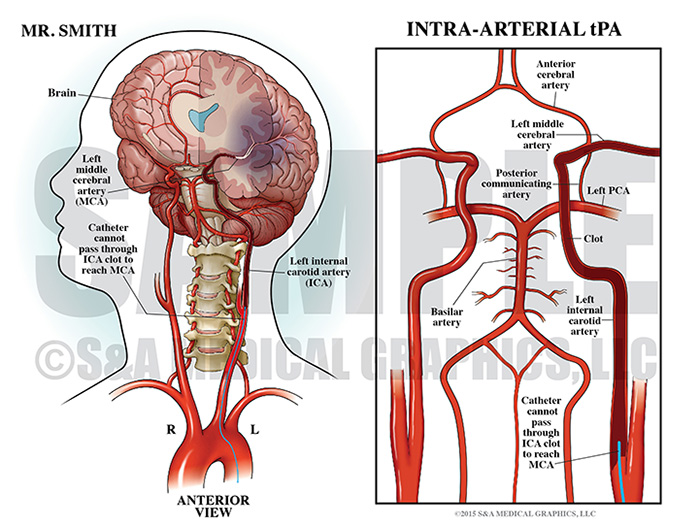 MR. SMITH
Brain
Left
middle
cerebral
artery
(MCA)
Catheter
cannot
pass through
ICA clot to
reach MCA
Left internal
carotid artery
(ICA)
R
L
ANTERIOR
VIEW
INTRA-ARTERIAL tPA
Anterior
cerebral
artery
Left middle
cerebral
artery
Posterior
communicating
artery
Left PCA
Clot
Basilar
artery
Left
internal
carotid
artery
Catheter
cannot
pass
through
ICA clot
to reach
MCA
SAMPLE
©S&A MEDICAL GRAPHICS, LLC
©2015 S&A MEDICAL GRAPHICS, LLC